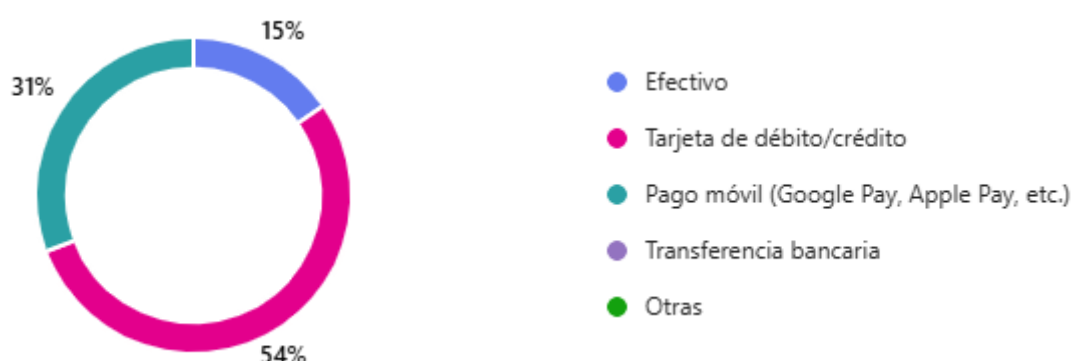 15%
31%
54%
Efectivo
Tarjeta de débito/crédito
Pago móvil (Google Pay, Apple Pay, etc.)
Transferencia bancaria
Otras